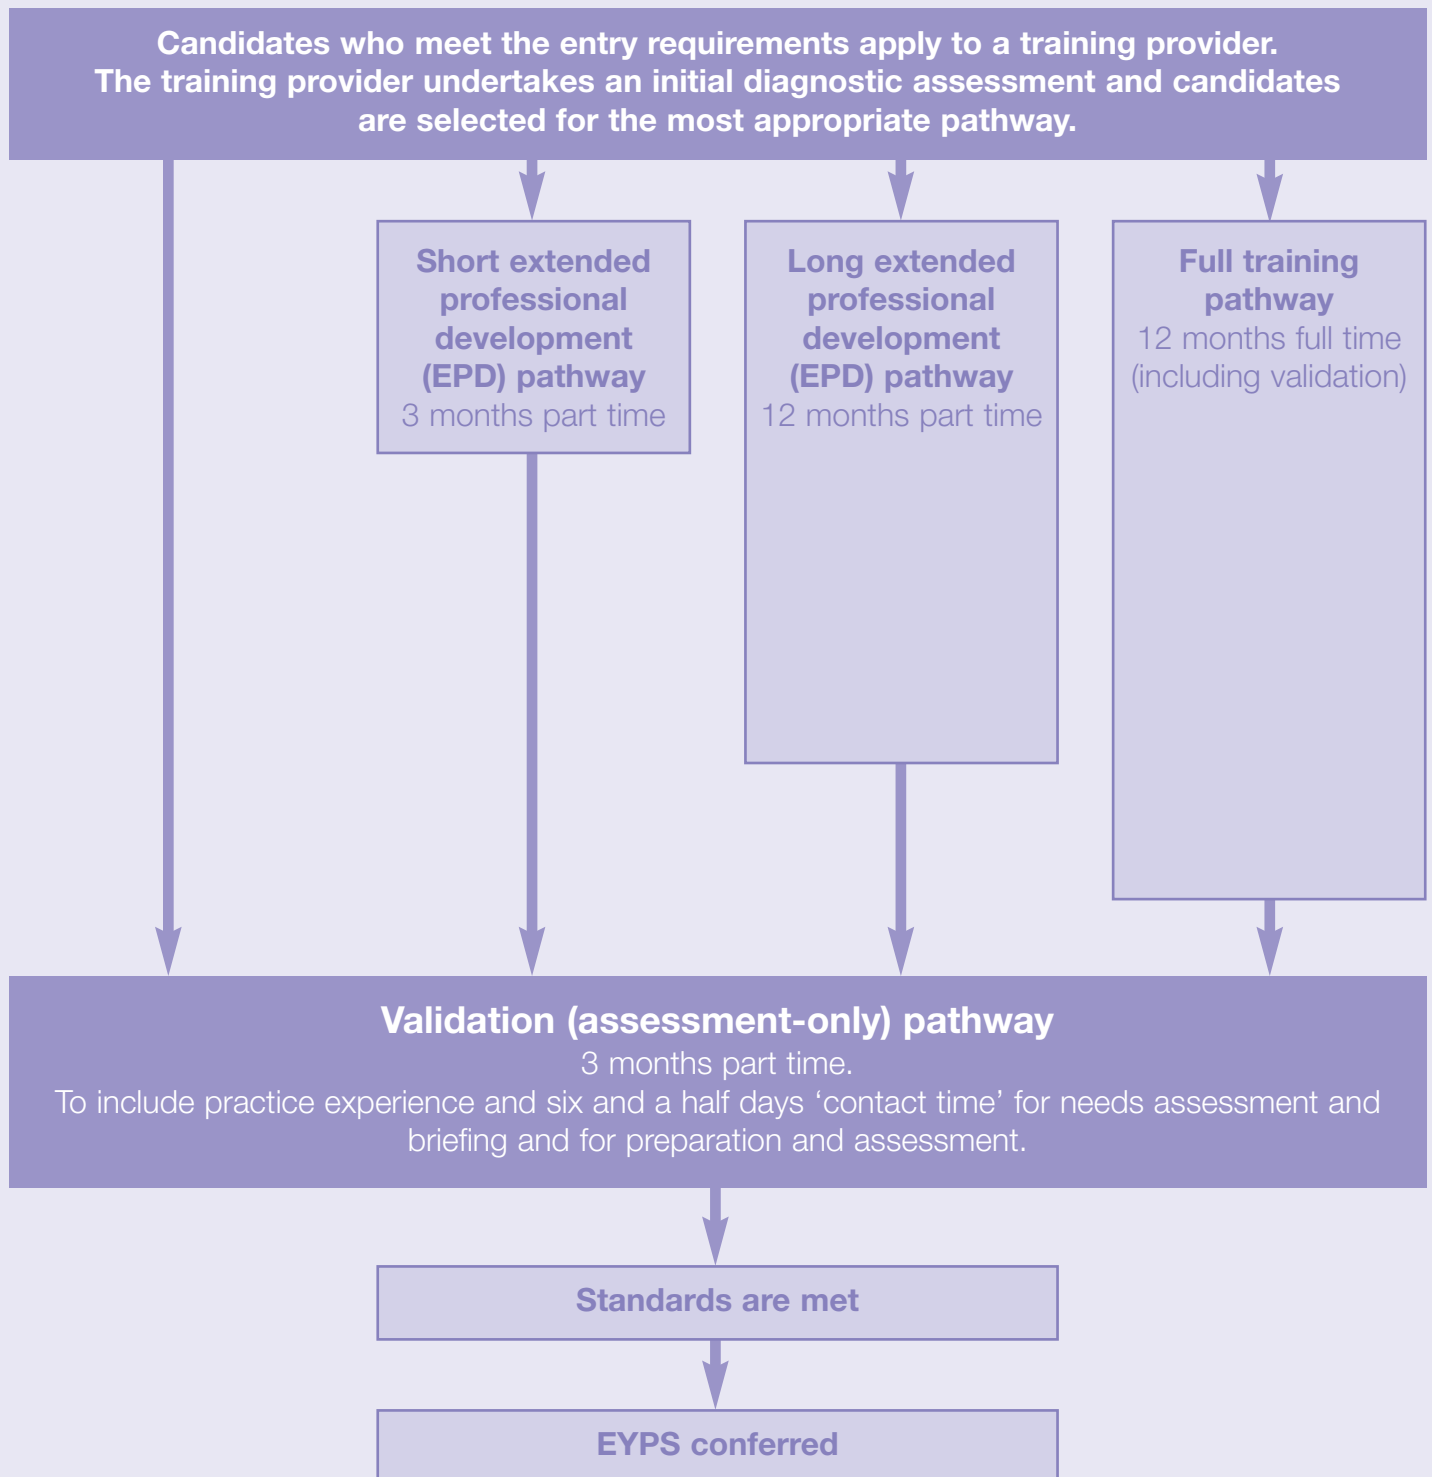 Candidates who meet the entry requirements apply to a training provider.
The training provider undertakes an initial diagnostic assessment and candidates
are selected for the most appropriate pathway.
Short extended
professional
development
(EPD) pathway
3 months part time
Long extended
professional
development
(EPD) pathway
12 months part time
Full training
pathway
12 months full time
(including validation)
Validation (assessment-only) pathway
3 months part time.
To include practice experience and six and a half days ‘contact time’ for needs assessment and
briefing and for preparation and assessment.
Standards are met
EYPS conferred